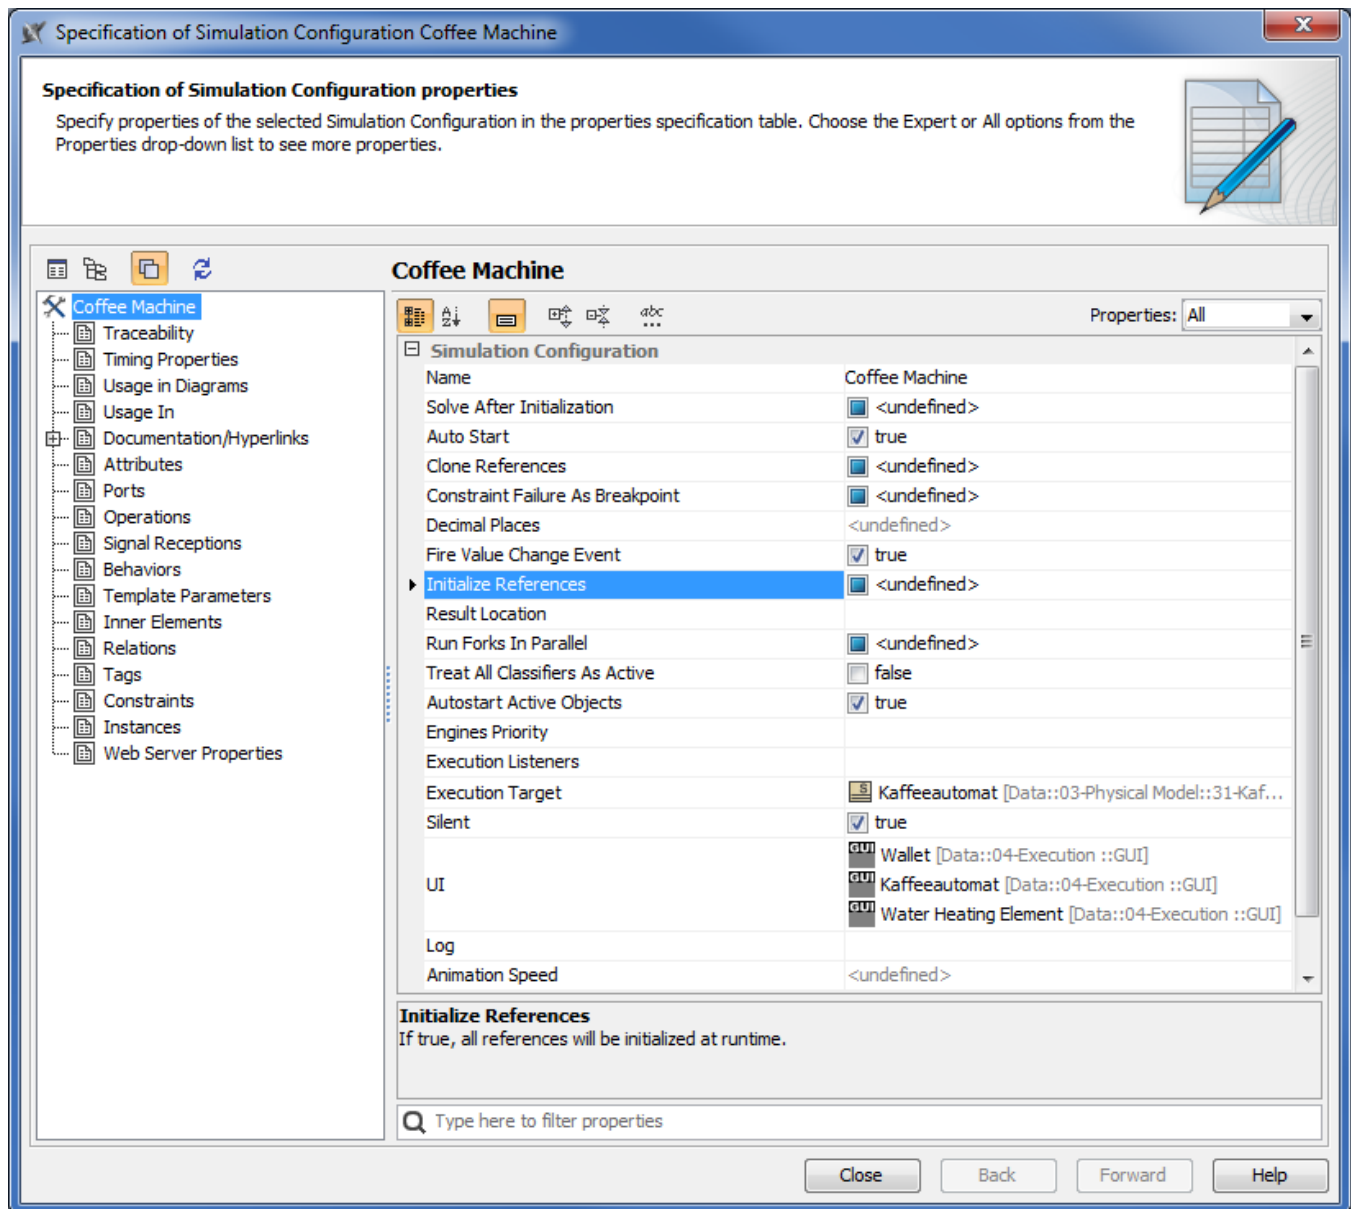 Specification of Simulation Configuration Coffee Machine
Specification of Simulation Configuration properties
Specify properties of the selected Simulation Configuration in the properties specification table. Choose the Expert or All options from the
Properties drop-down list to see more properties.
Coffee Machine
Traceability
Timing Properties
Usage in Diagrams
Usage In
Documentation/Hyperlinks
Attributes
Ports
Operations
Signal Receptions
Behaviors
Template Parameters
Inner Elements
Relations
Tags
Constraints
Instances
Web Server Properties
Coffee Machine
Properties: All
Simulation Configuration
Name Coffee Machine
Solve After Initialization <undefined>
Auto Start true
Clone References <undefined>
Constraint Failure As Breakpoint <undefined>
Decimal Places <undefined>
Fire Value Change Event true
Initialize References <undefined>
Result Location
Run Forks In Parallel <undefined>
Treat All Classifiers As Active false
Autostart Active Objects true
Engines Priority
Execution Listeners
Execution Target S Kaffeeautomat [Data::03-Physical Model::31-Kaf...
Silent true
UI
GUI Wallet [Data::04-Execution ::GUI]
GUI Kaffeeautomat [Data::04-Execution ::GUI]
GUI Water Heating Element [Data::04-Execution ::GUI]
Log
Animation Speed <undefined>
Initialize References
If true, all references will be initialized at runtime.
Type here to filter properties
Close Back Forward Help